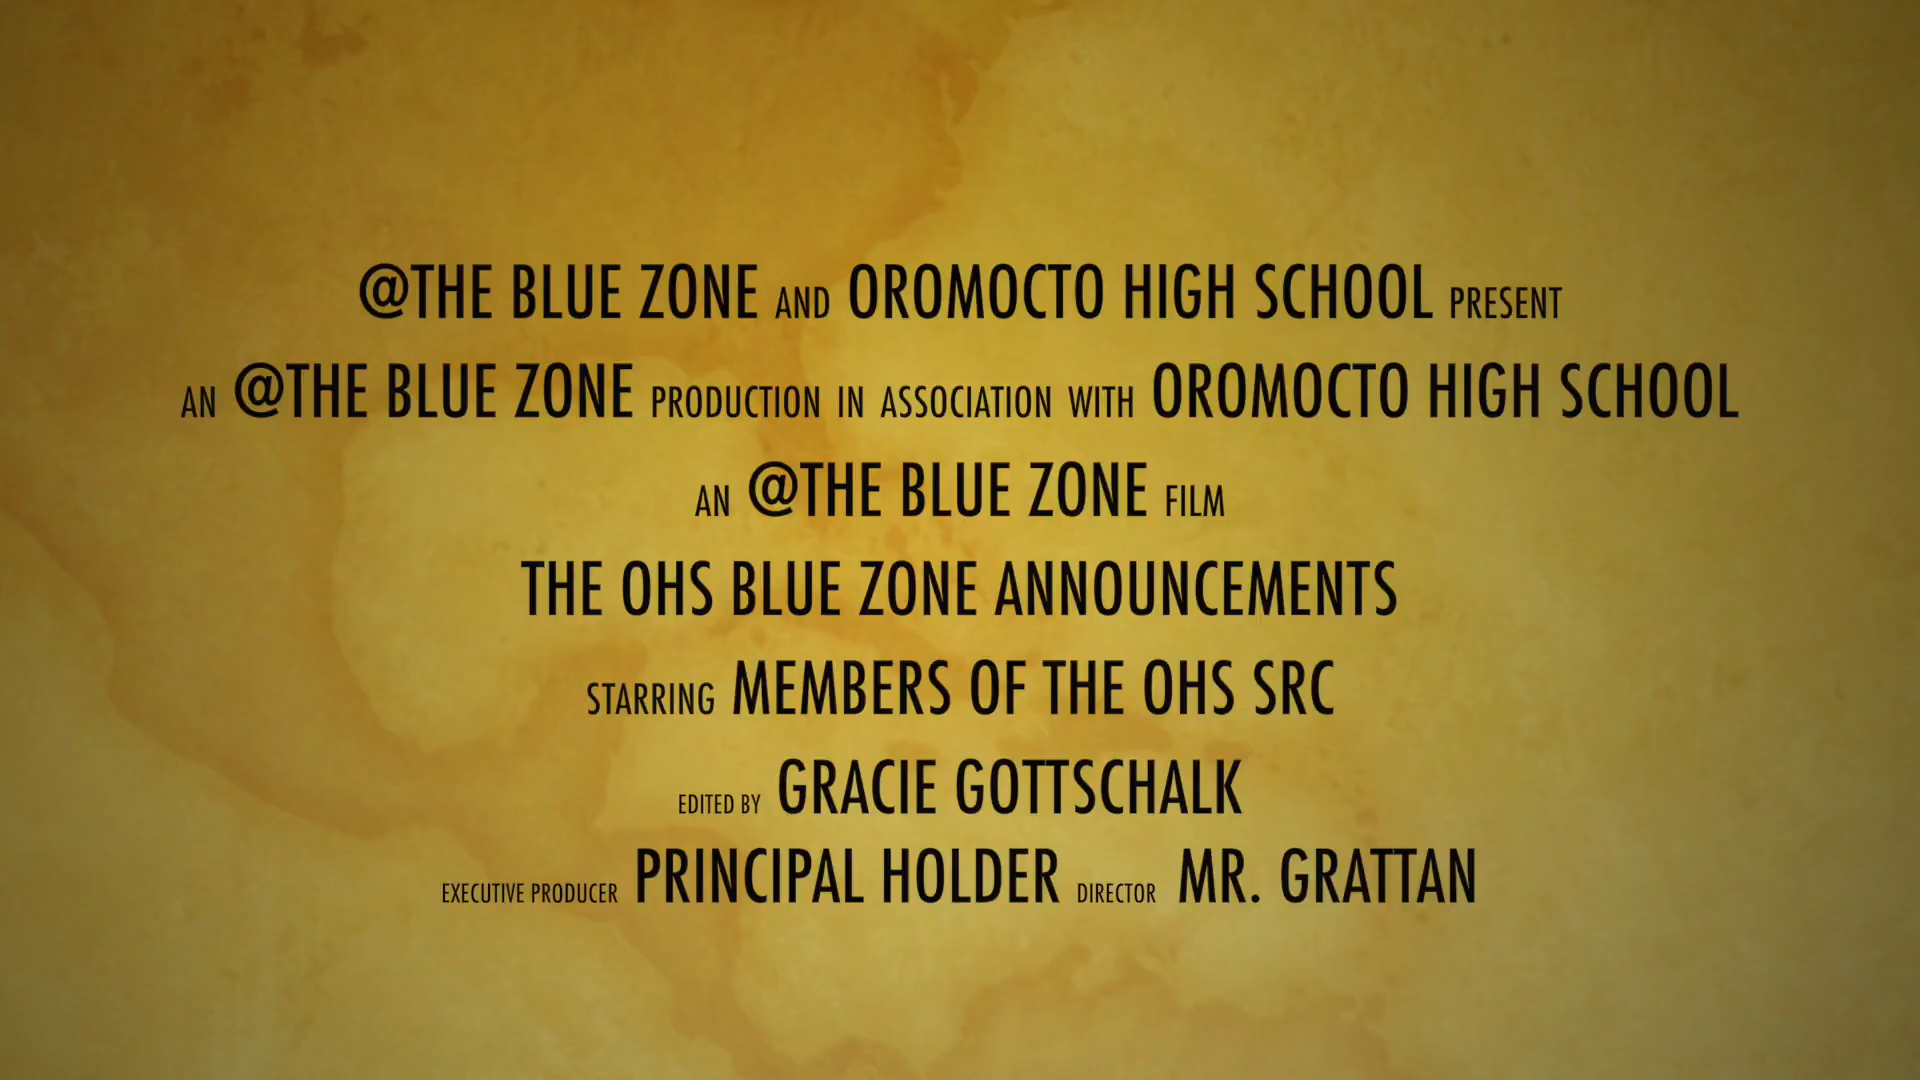 @THE BLUE ZONE AND OROMOCTO HIGH SCHOOL PRESENT
AN @THE BLUE ZONE PRODUCTION IN ASSOCIATION WITH OROMOCTO HIGH SCHOOL
AN @THE BLUE ZONE FILM
THE OHS BLUE ZONE ANNOUNCEMENTS
STARRING MEMBERS OF THE OHS SRC
EDITED BY GRACIE GOTTSCHALK
EXECUTIVE PRODUCER PRINCIPAL HOLDER DIRECTOR MR. GRATTAN